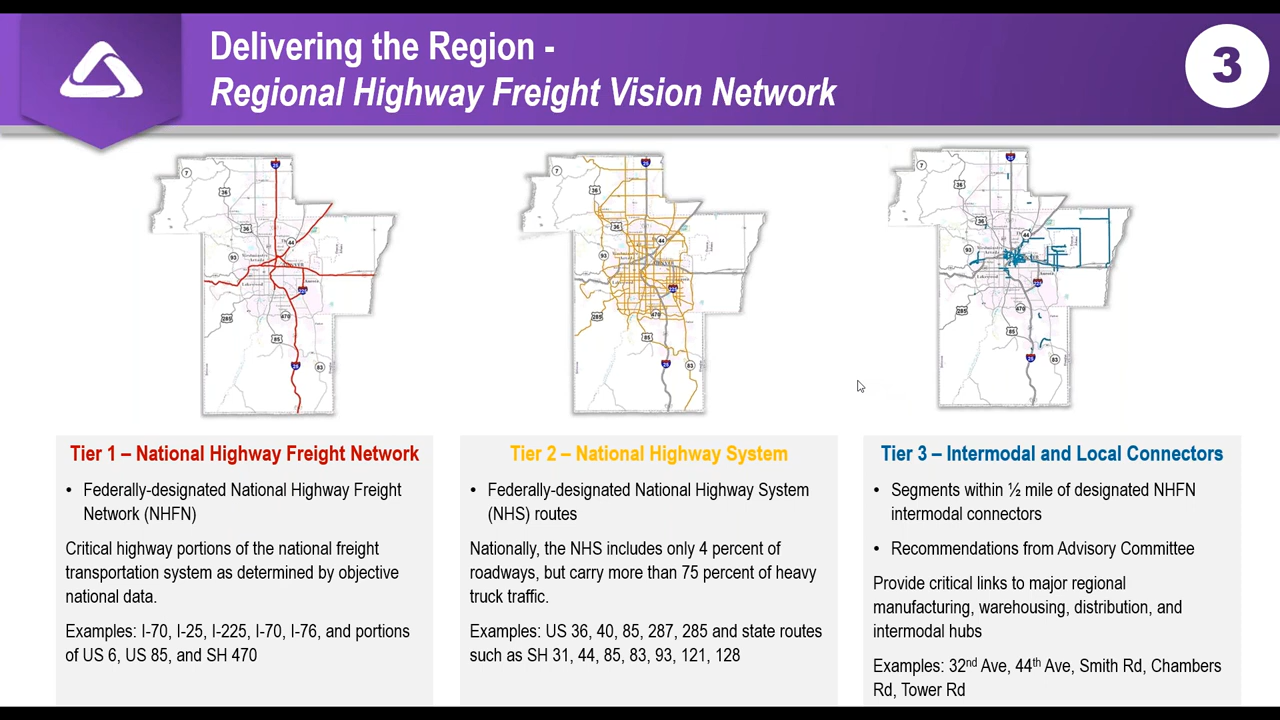 Delivering the Region -
Regional Highway Freight Vision Network
3
Tier 1 – National Highway Freight Network
• Federally-designated National Highway Freight
Network (NHFN)
Critical highway portions of the national freight
transportation system as determined by objective
national data.
Examples: I-70, I-25, I-225, I-70, I-76, and portions
of US 6, US 85, and SH 470
Tier 2 – National Highway System
• Federally-designated National Highway System
(NHS) routes
Nationally, the NHS includes only 4 percent of
roadways, but carry more than 75 percent of heavy
truck traffic.
Examples: US 36, 40, 85, 287, 285 and state routes
such as SH 31, 44, 85, 83, 93, 121, 128
Tier 3 – Intermodal and Local Connectors
• Segments within ½ mile of designated NHFN
intermodal connectors
• Recommendations from Advisory Committee
Provide critical links to major regional
manufacturing, warehousing, distribution, and
intermodal hubs
Examples: 32nd Ave, 44th Ave, Smith Rd, Chambers
Rd, Tower Rd